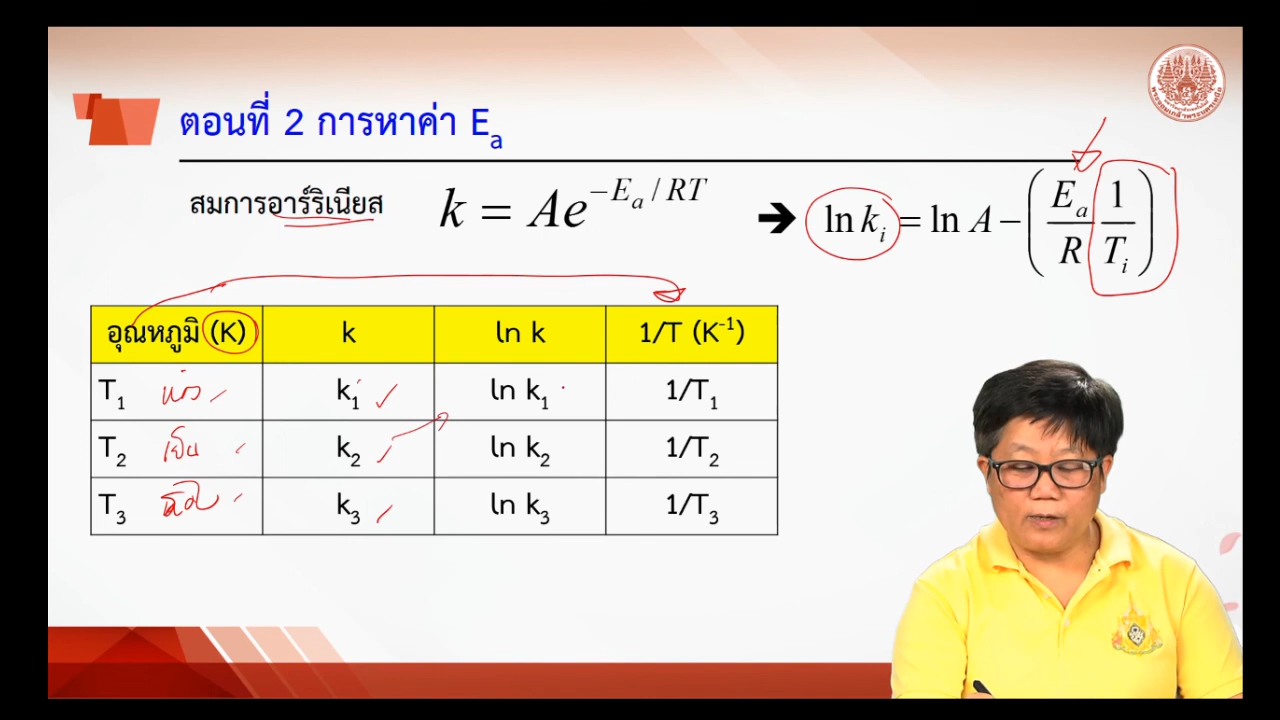 ตอนที่ 2 การหาค่า Eₐ
สมการอาร์ริเนียส k = Ae^{-Eₐ/RT} ➔ ln kᵢ = ln A − (Eₐ/R 1/Tᵢ)
อุณหภูมิ (K) k ln k 1/T (K⁻¹)
T₁ k₁ ln k₁ 1/T₁
T₂ เย็น k₂ ln k₂ 1/T₂
T₃ k₃ ln k₃ 1/T₃